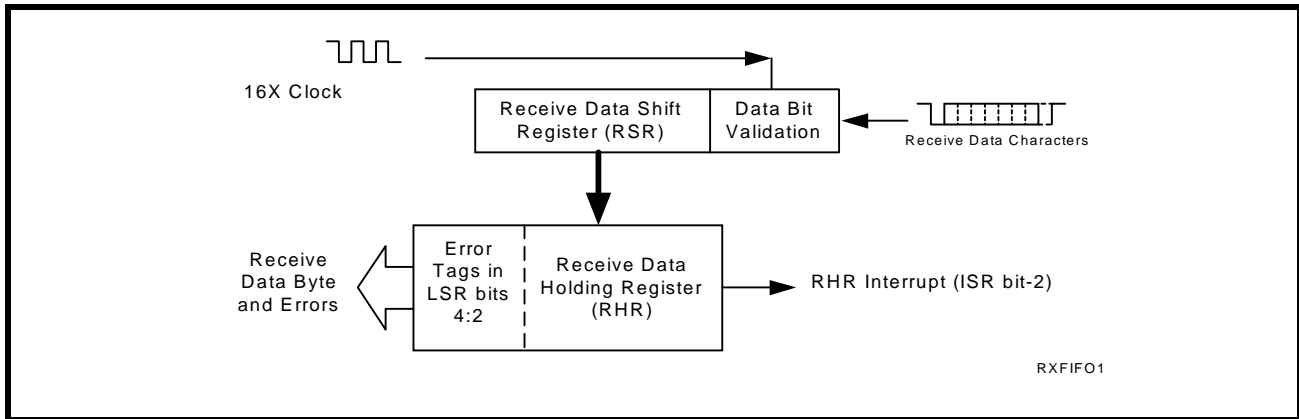 16X Clock
Receive Data Shift
Register (RSR)
Data Bit
Validation
Receive Data Characters
Receive
Data Byte
and Errors
Error
Tags in
LSR bits
4:2
Receive Data
Holding Register
(RHR)
RHR Interrupt (ISR bit-2)
RXFIFO1